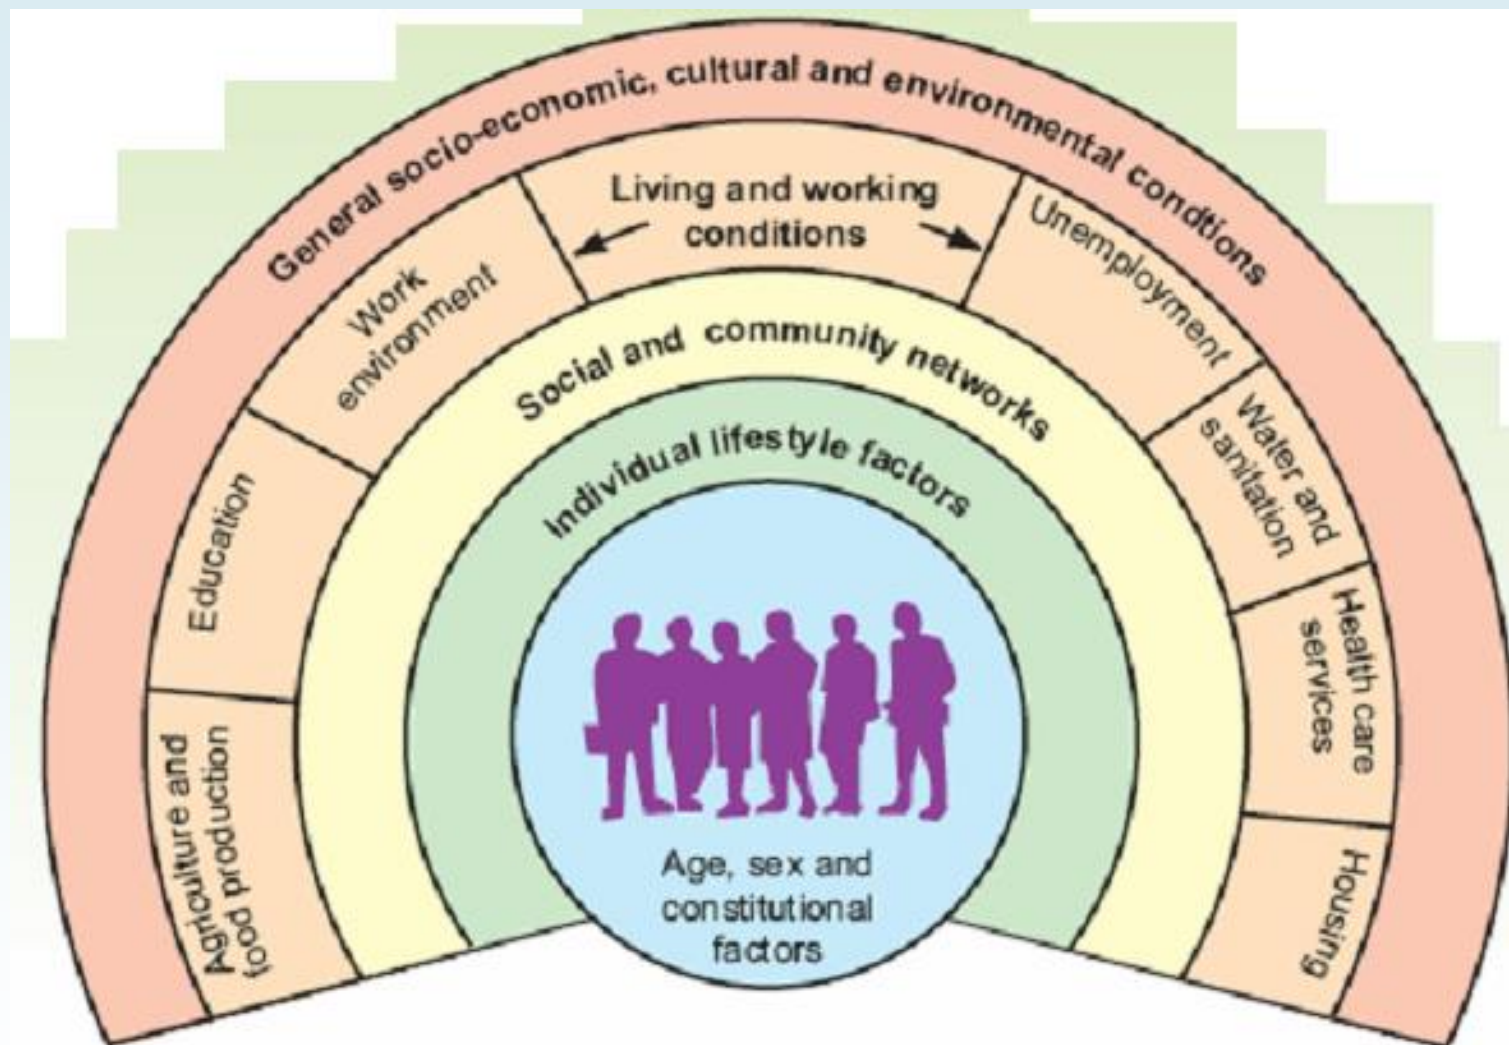 General socio-economic, cultural and environmental condtions
Living and working
conditions
Work
environment
Unemployment
Education
Water and
sanitation
Agriculture and
food production
Health care
services
Housing
Social and community networks
Individual lifestyle factors
Age, sex and
constitutional
factors